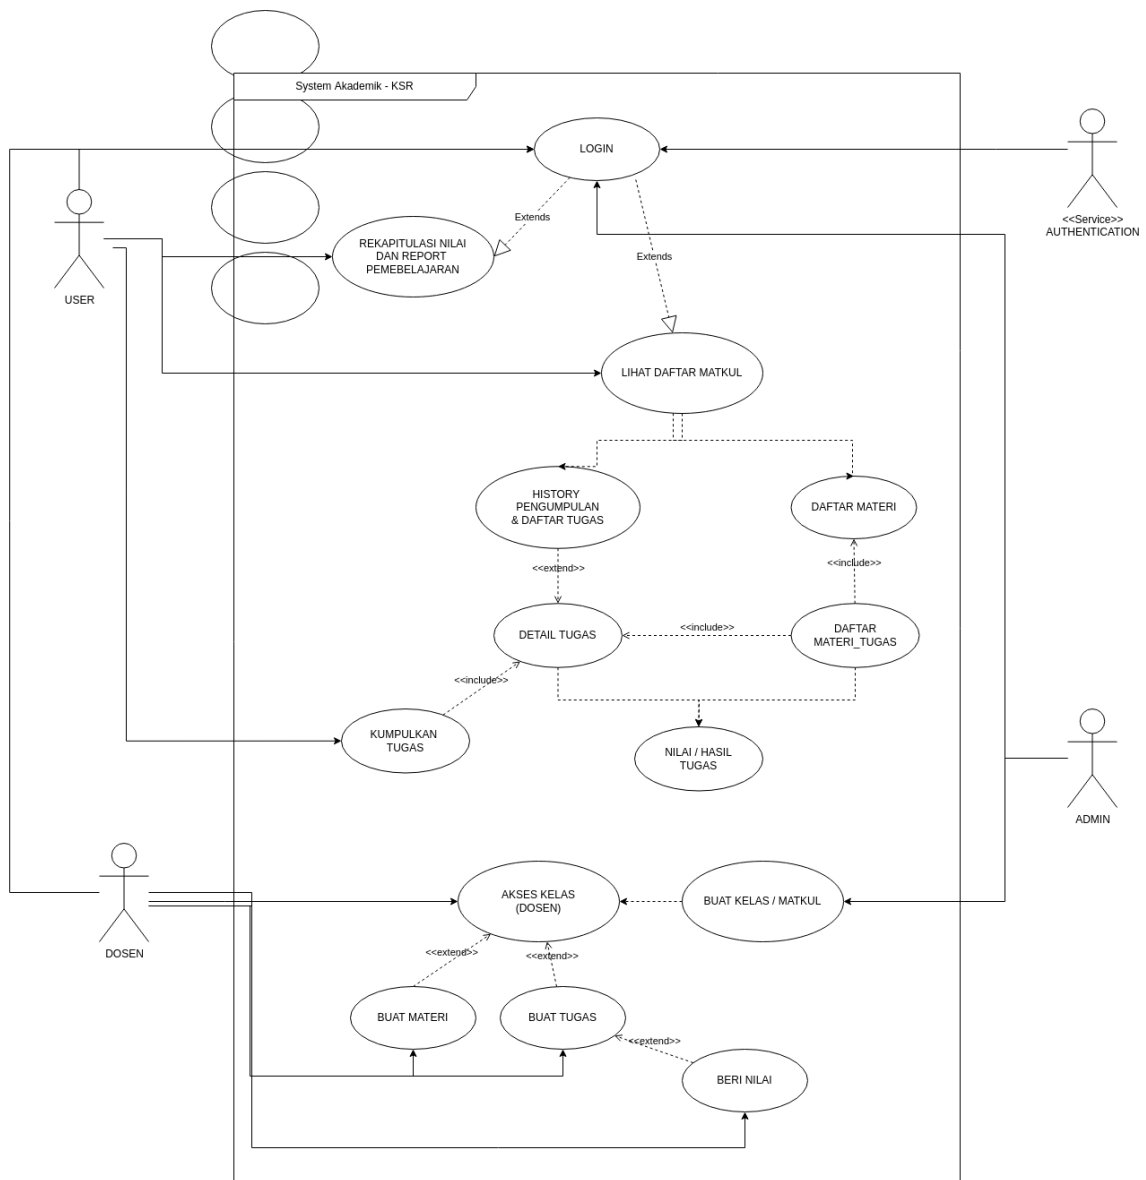 System Akademik - KSR
LOGIN
<<Service>>
AUTHENTICATION
Extends
REKAPITULASI NILAI
DAN REPORT
PEMEBELAJARAN
Extends
USER
LIHAT DAFTAR MATKUL
HISTORY
PENGUMPULAN
& DAFTAR TUGAS
DAFTAR MATERI
<<extend>>
<<include>>
DETAIL TUGAS
<<include>>
DAFTAR
MATERI_TUGAS
<<include>>
KUMPULKAN
TUGAS
NILAI / HASIL
TUGAS
ADMIN
AKSES KELAS
(DOSEN)
BUAT KELAS / MATKUL
DOSEN
<<extend>>
<<extend>>
BUAT MATERI
BUAT TUGAS
<<extend>>
BERI NILAI